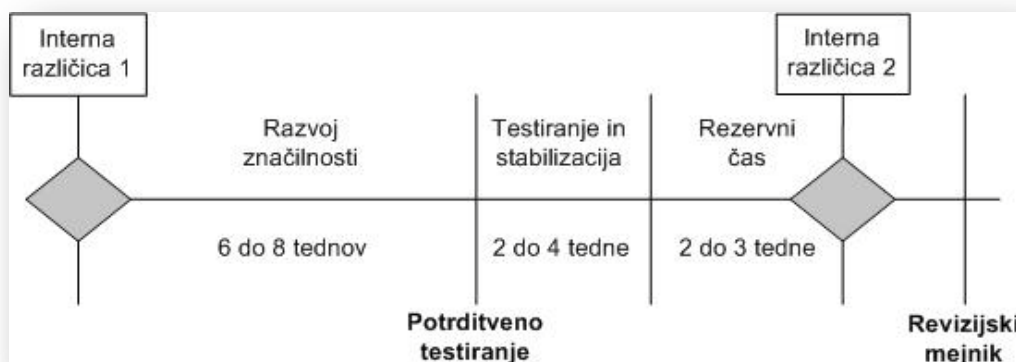 Interna
različica 1
Interna
različica 2
Razvoj
značilnosti
Testiranje in
stabilizacija
Rezervni
čas
6 do 8 tednov
2 do 4 tedne
2 do 3 tedne
Potrditveno
testiranje
Revizijski
mejnik